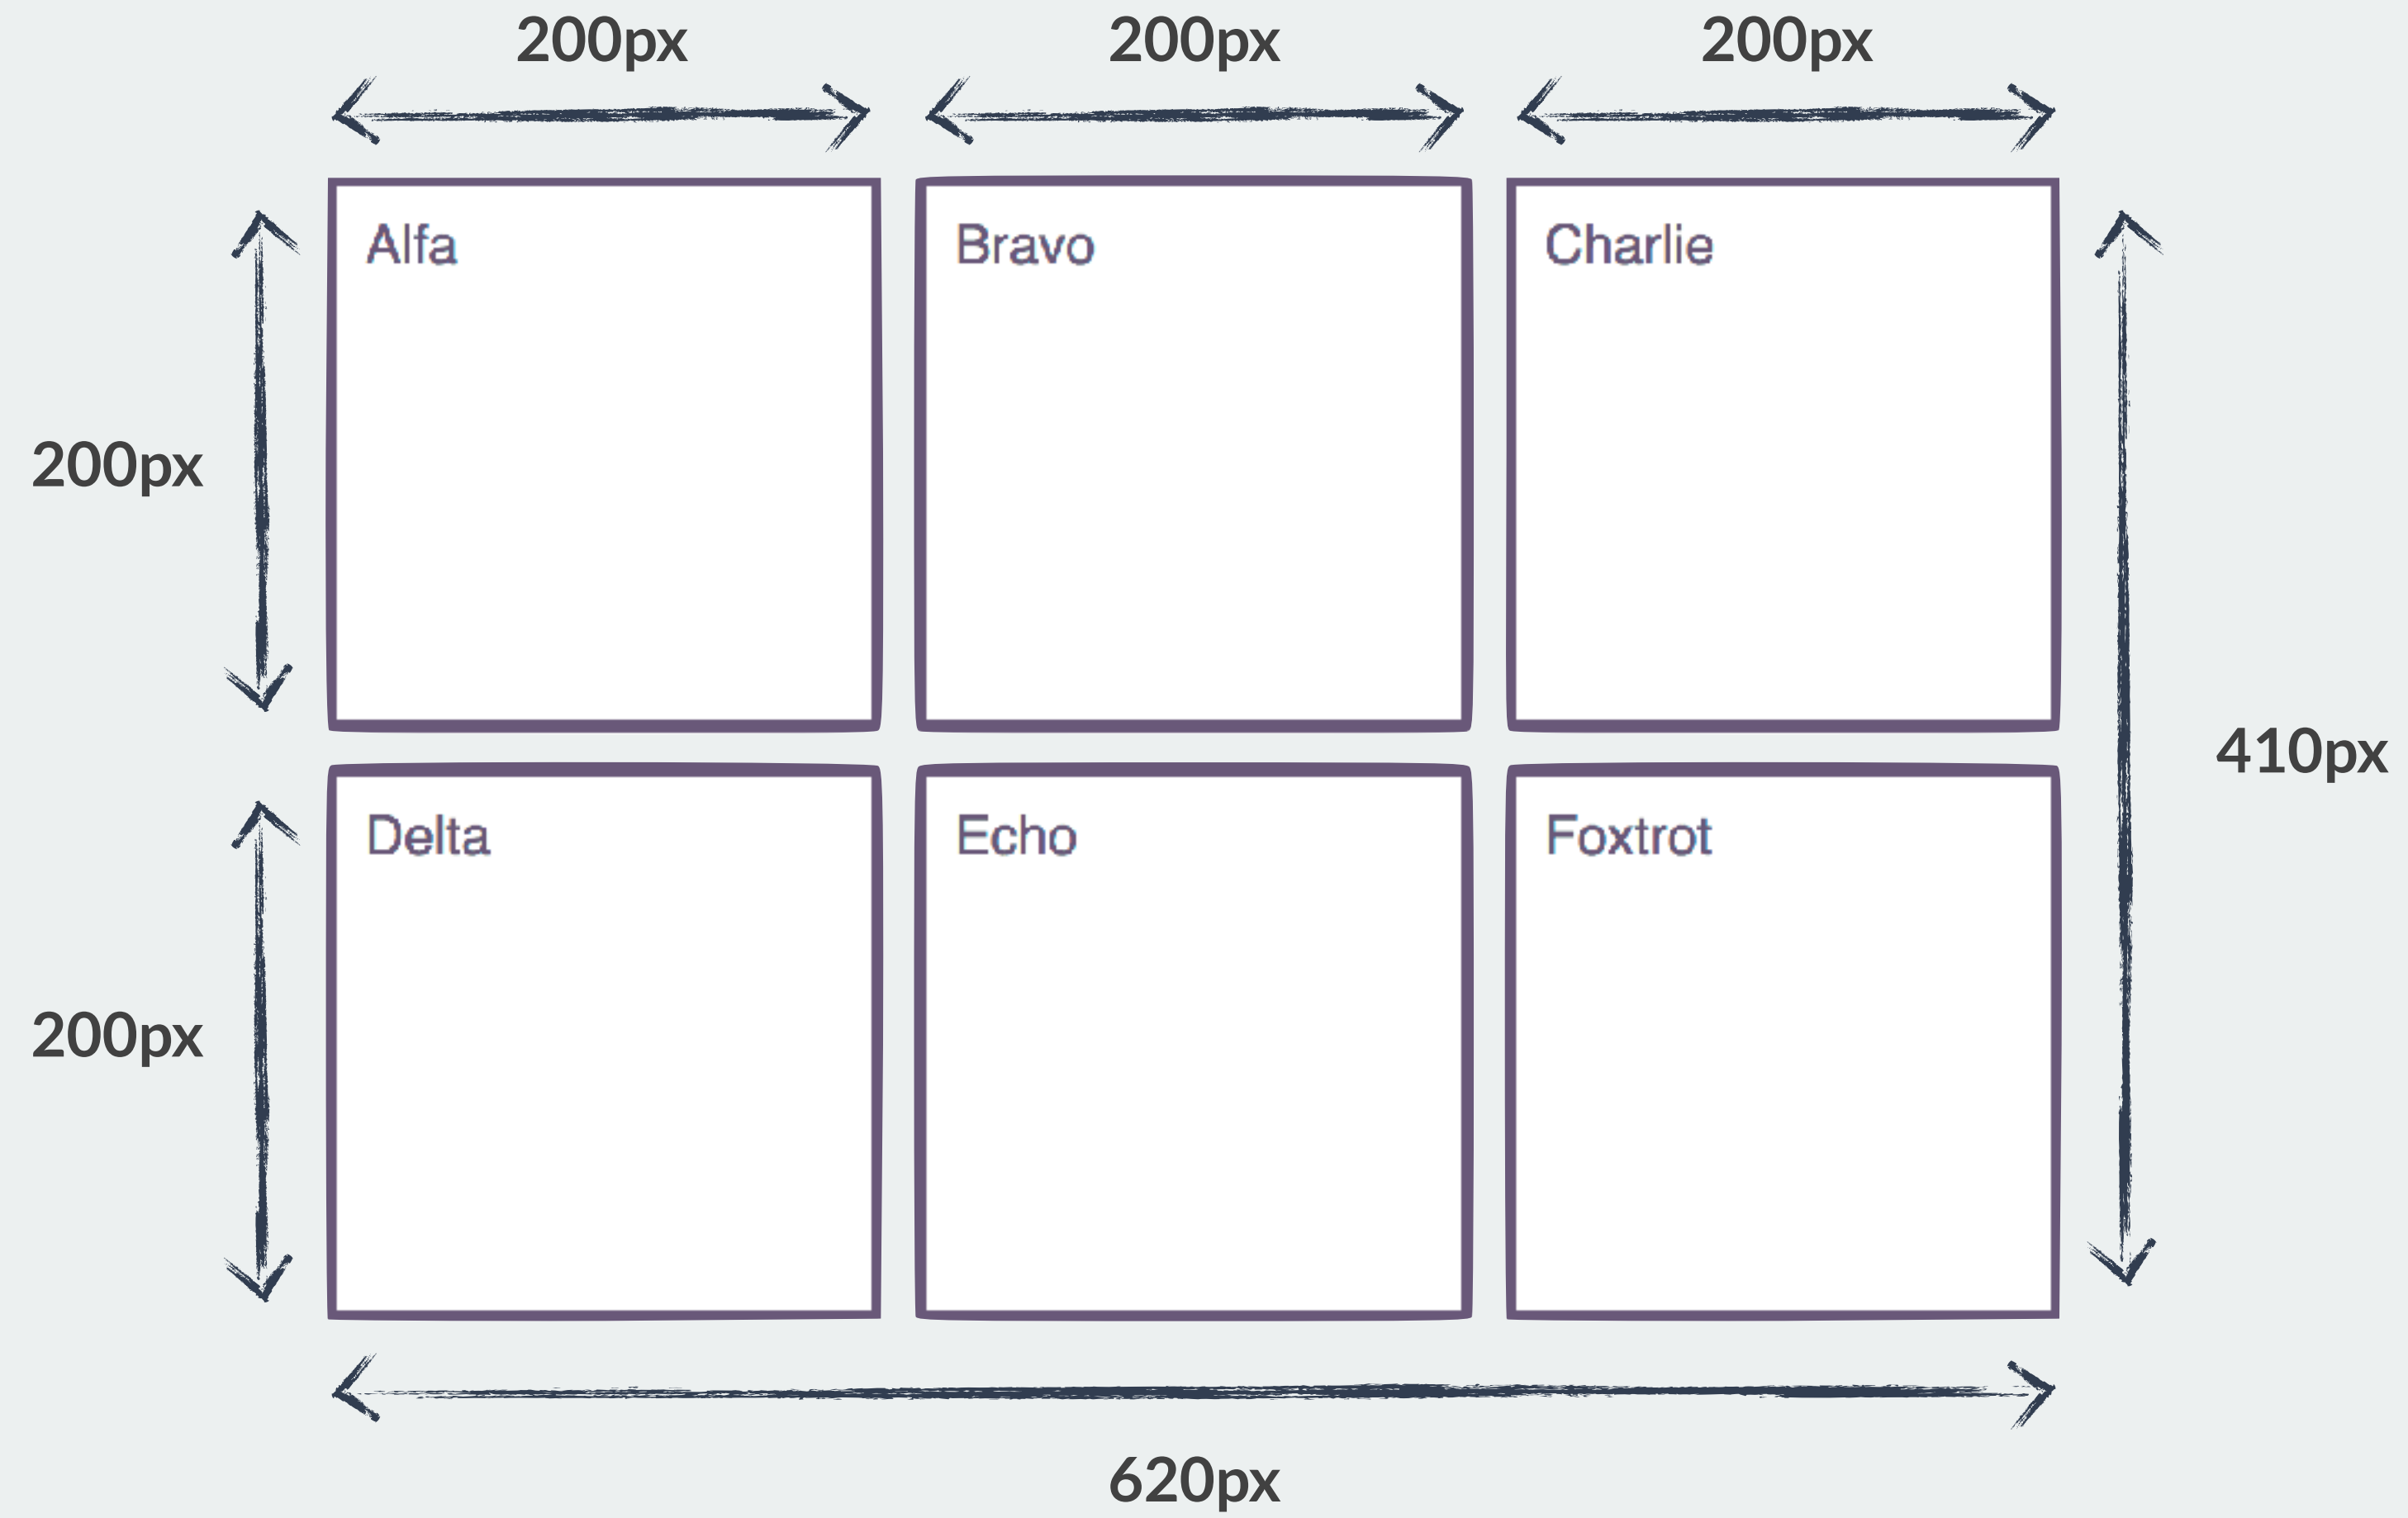 200px 200px 200px
Alfa Bravo Charlie
200px
410px
Delta Echo Foxtrot
200px
620px